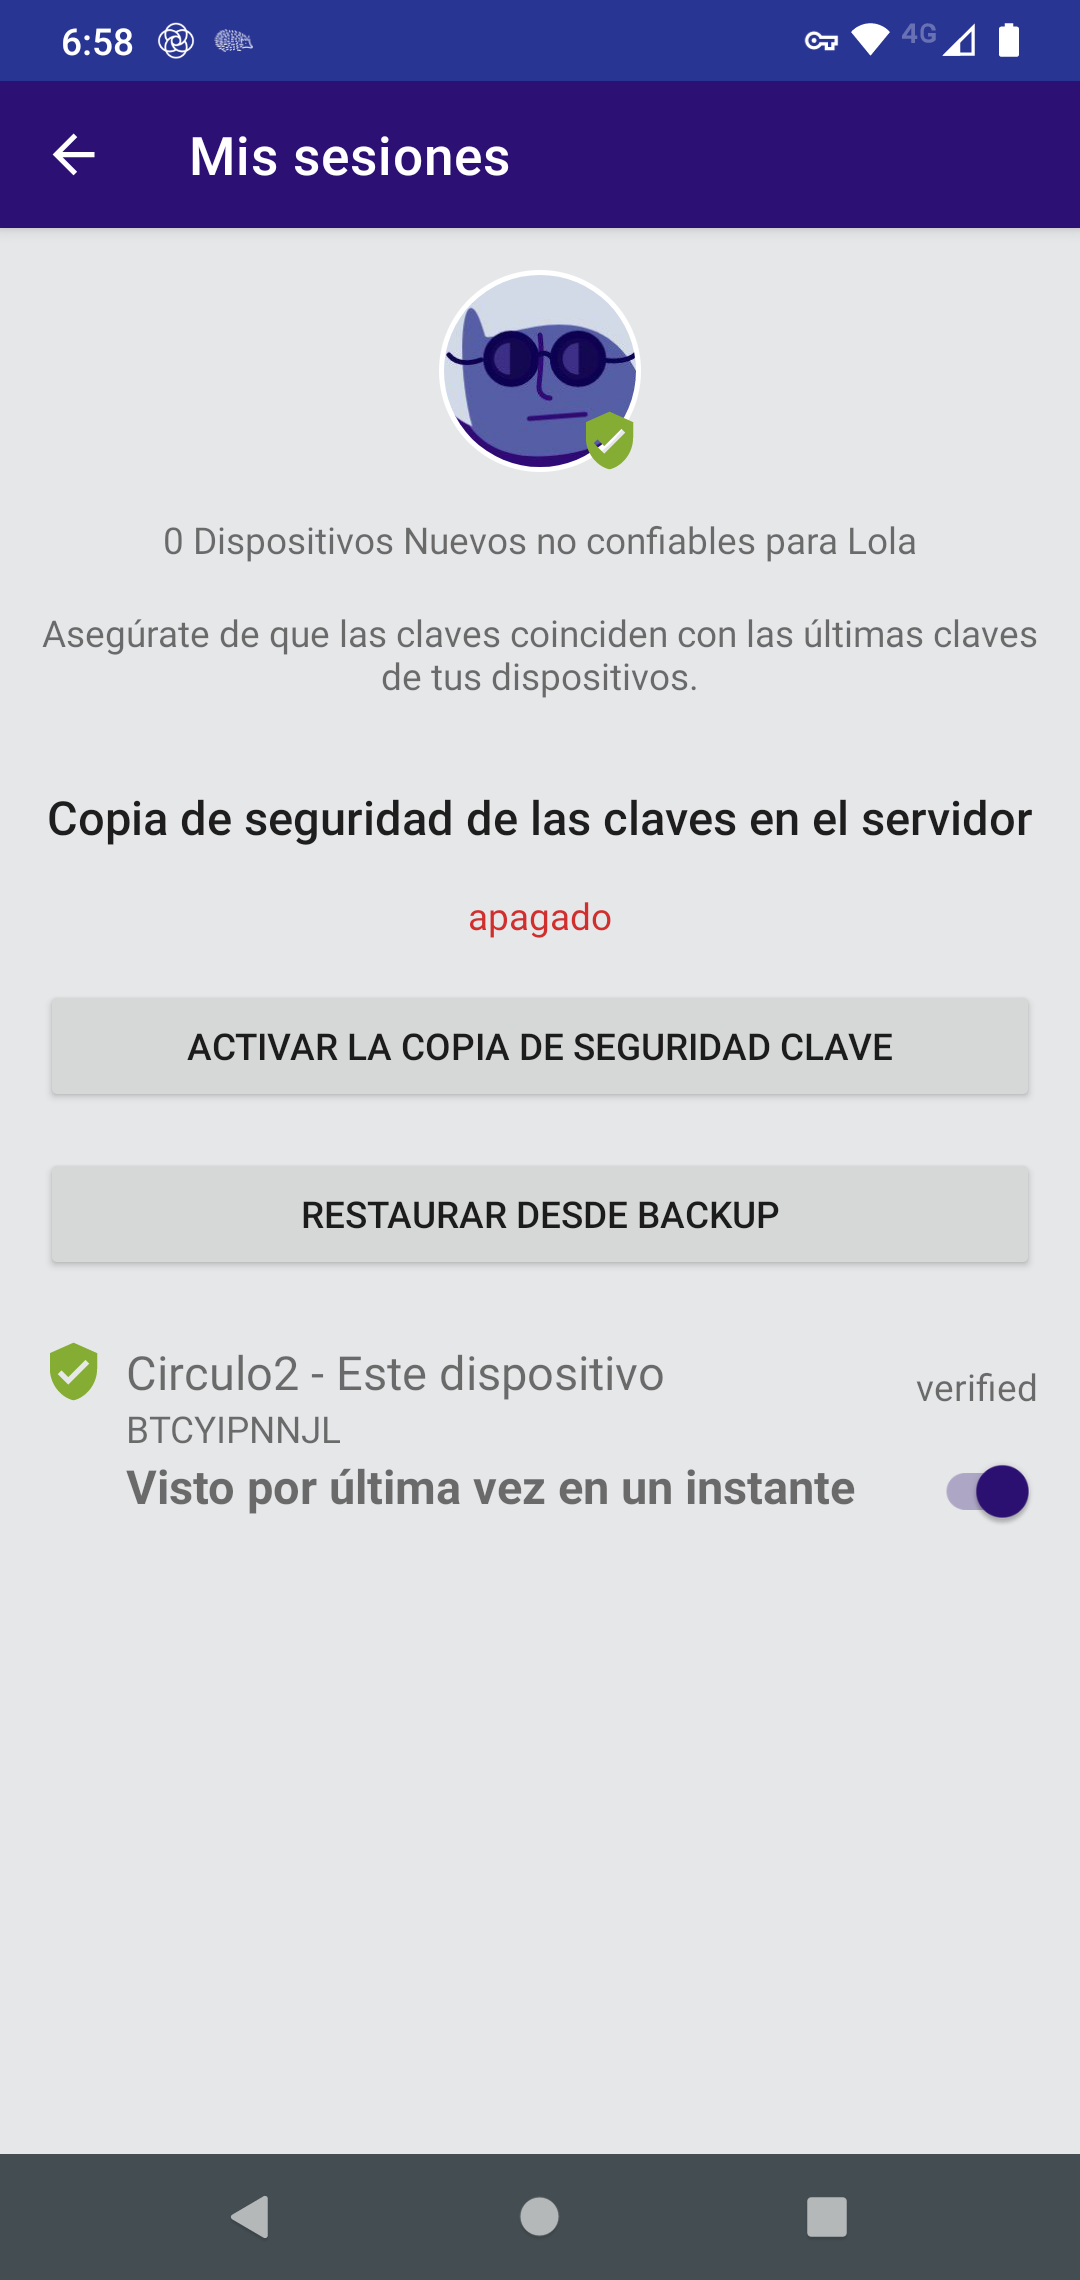 6:58
4G
Mis sesiones
0 Dispositivos Nuevos no confiables para Lola
Asegúrate de que las claves coinciden con las últimas claves
de tus dispositivos.
Copia de seguridad de las claves en el servidor
apagado
ACTIVAR LA COPIA DE SEGURIDAD CLAVE
RESTAURAR DESDE BACKUP
Circulo2 - Este dispositivo
verified
BTCYIPNNJL
Visto por última vez en un instante